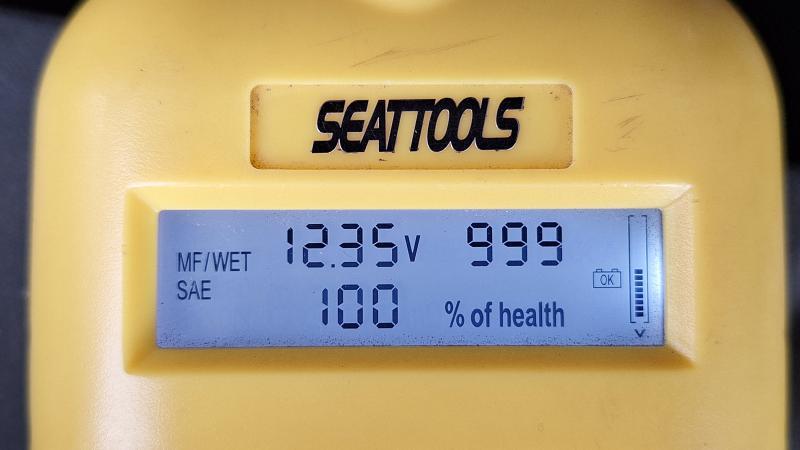 SEATTOOLS
MF/WET 12.35V 999
SAE 100 % of health
OK
V